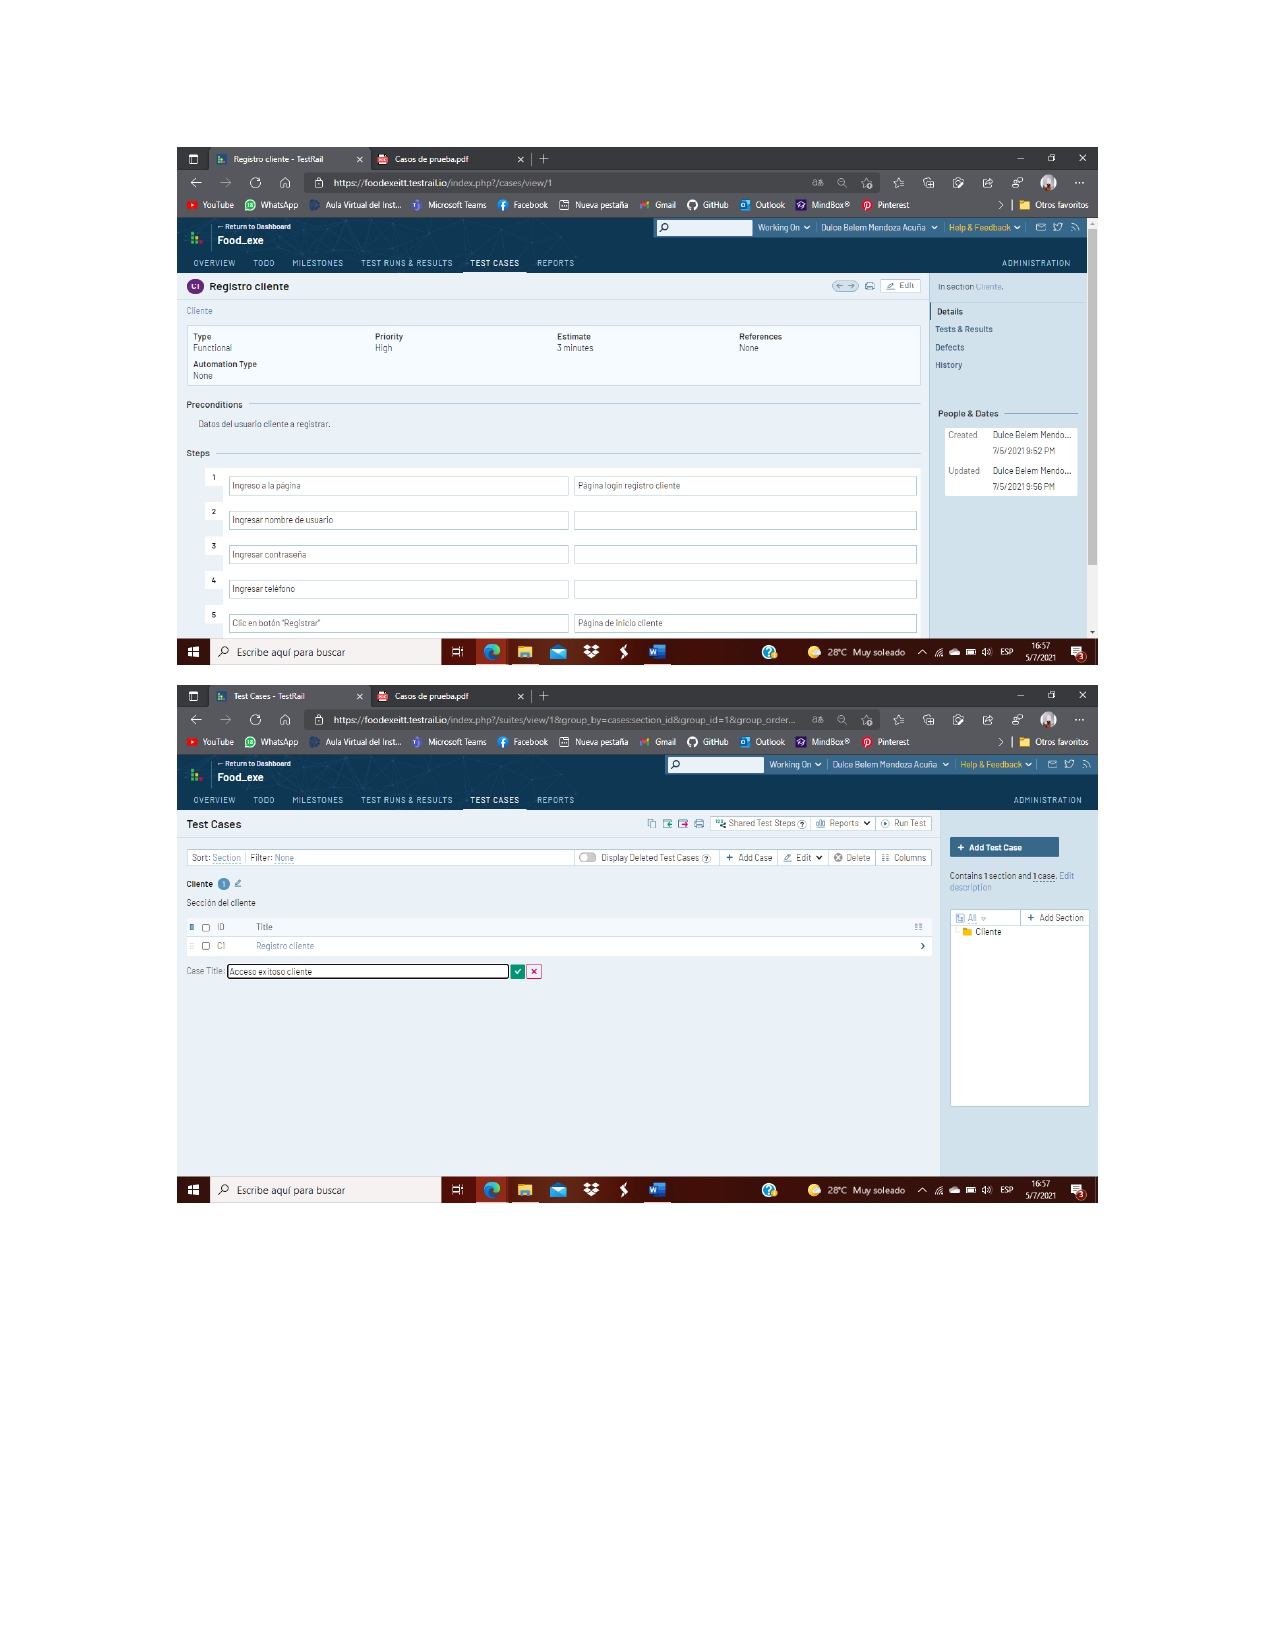 Registro cliente - TestRail
Casos de prueba.pdf
https://foodexeitt.testrail.io/index.php?/cases/view/1
YouTube WhatsApp Aula Virtual del Inst... Microsoft Teams Facebook Nueva pestaña Gmail GitHub Outlook MindBox® Pinterest Otros favoritos
← Return to Dashboard
Food_exe
Working On Dulce Belem Mendoza Acuña Help & Feedback
OVERVIEW TODO MILESTONES TEST RUNS & RESULTS TEST CASES REPORTS ADMINISTRATION
C1 Registro cliente
Edit
In section Cliente.
Cliente
Details
Tests & Results
Defects
History
Type Priority Estimate References
Functional High 3 minutes None
Automation Type
None
Preconditions
Datos del usuario cliente a registrar.
People & Dates
Created Dulce Belem Mendo...
7/5/2021 9:52 PM
Updated Dulce Belem Mendo...
7/5/2021 9:56 PM
Steps
1 Ingreso a la página Página login registro cliente
2 Ingresar nombre de usuario
3 Ingresar contraseña
4 Ingresar teléfono
5 Clic en botón "Registrar" Página de inicio cliente
Escribe aquí para buscar
28°C Muy soleado ESP
16:57
5/7/2021
3
Test Cases - TestRail
Casos de prueba.pdf
https://foodexeitt.testrail.io/index.php?/suites/view/1&group_by=cases:section_id&group_id=1&group_order...
YouTube WhatsApp Aula Virtual del Inst... Microsoft Teams Facebook Nueva pestaña Gmail GitHub Outlook MindBox® Pinterest Otros favoritos
← Return to Dashboard
Food_exe
Working On Dulce Belem Mendoza Acuña Help & Feedback
OVERVIEW TODO MILESTONES TEST RUNS & RESULTS TEST CASES REPORTS ADMINISTRATION
Test Cases
Shared Test Steps ? Reports Run Test
+ Add Test Case
Sort: Section Filter: None
Display Deleted Test Cases ? + Add Case Edit Delete Columns
Contains 1 section and 1 case. Edit
description
Cliente 1
Sección del cliente
All + Add Section
Cliente
ID Title
C1 Registro cliente
Case Title: Acceso exitoso cliente
Escribe aquí para buscar
28°C Muy soleado ESP
16:57
5/7/2021
3